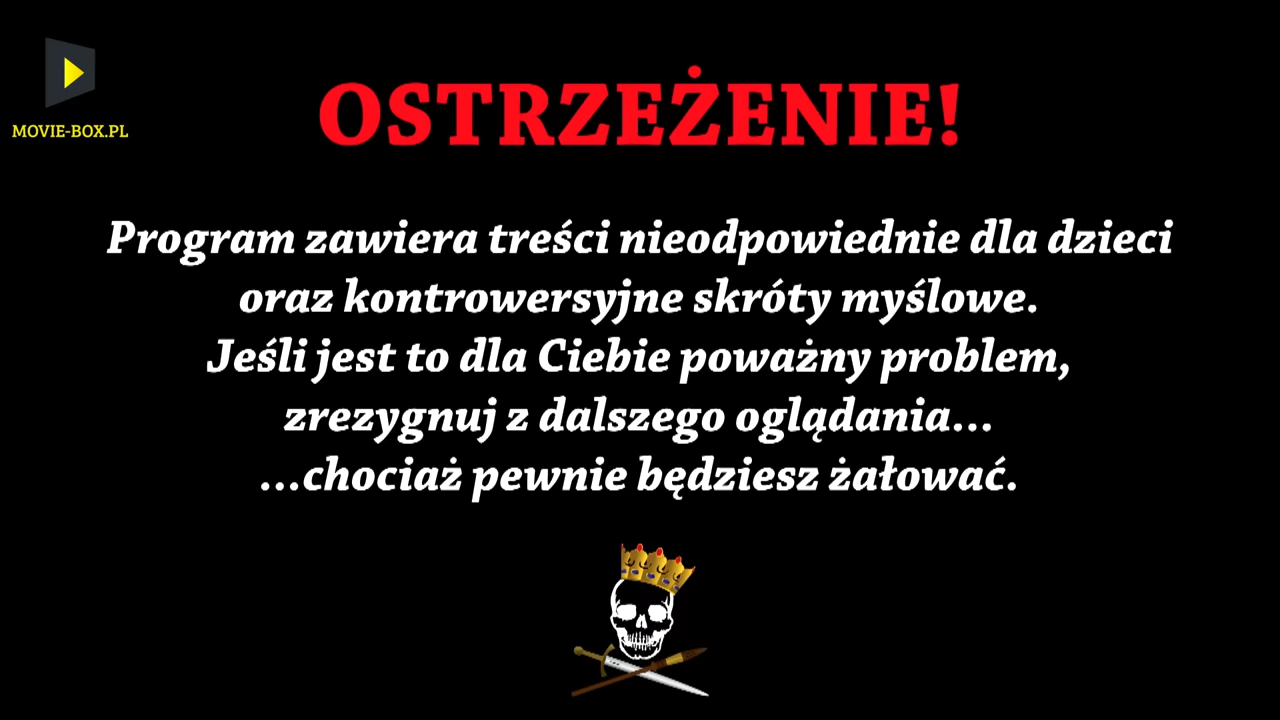 MOVIE-BOX.PL
OSTRZEŻENIE!
Program zawiera treści nieodpowiednie dla dzieci
oraz kontrowersyjne skróty myślowe.
Jeśli jest to dla Ciebie poważny problem,
zrezygnuj z dalszego oglądania...
...chociaż pewnie będziesz żałować.